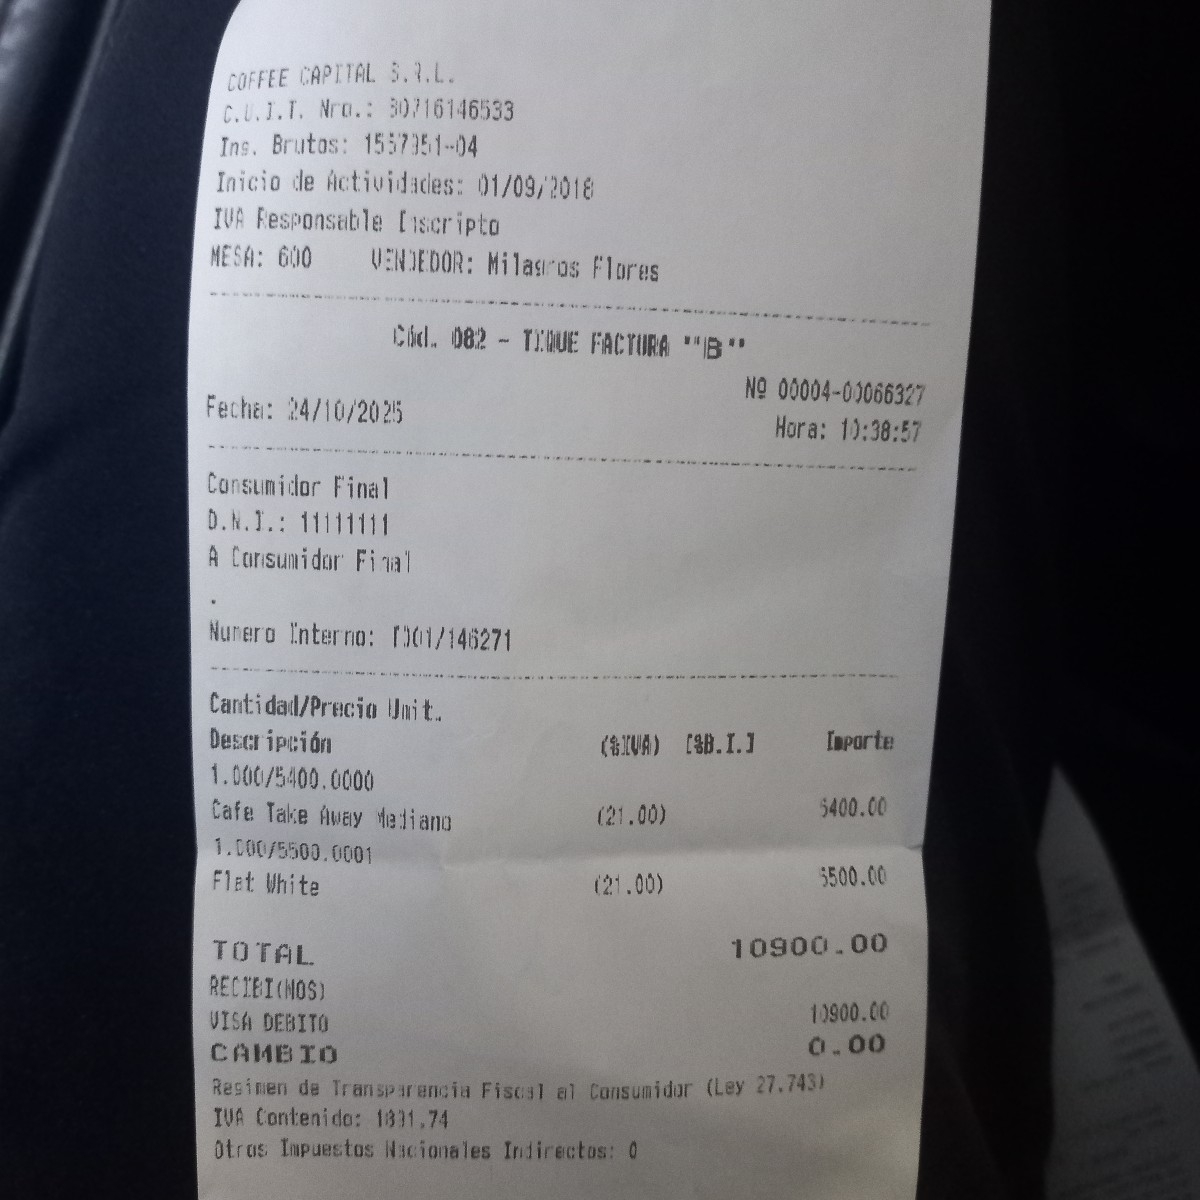 COFFEE CAPITAL S.R.L.
C.U.I.T. Nro.: 30716146533
Ing. Brutos: 1557351-04
Inicio de Actividades: 01/09/2018
IVA Responsable Inscripto
MESA: 600 VENDEDOR: Milagros Flores
Cód. 082 - TIQUE FACTURA ""B""
Nº 00004-00066327
Fecha: 24/10/2025
Hora: 10:38:57
Consumidor Final
D.N.I.: 11111111
A Consumidor Final
.
Numero Interno: T001/146271
Cantidad/Precio Unit.
Descripción (%IVA) [%B.I.] Importe
1.000/5400.0000
Cafe Take Away Mediano (21.00) 5400.00
1.000/5500.0001
Flat White (21.00) 5500.00
TOTAL 10900.00
RECIBI(MOS)
VISA DEBITO 10900.00
CAMBIO 0.00
Regimen de Transparencia Fiscal al Consumidor (Ley 27.743)
IVA Contenido: 1891,74
Otros Impuestos Nacionales Indirectos: 0